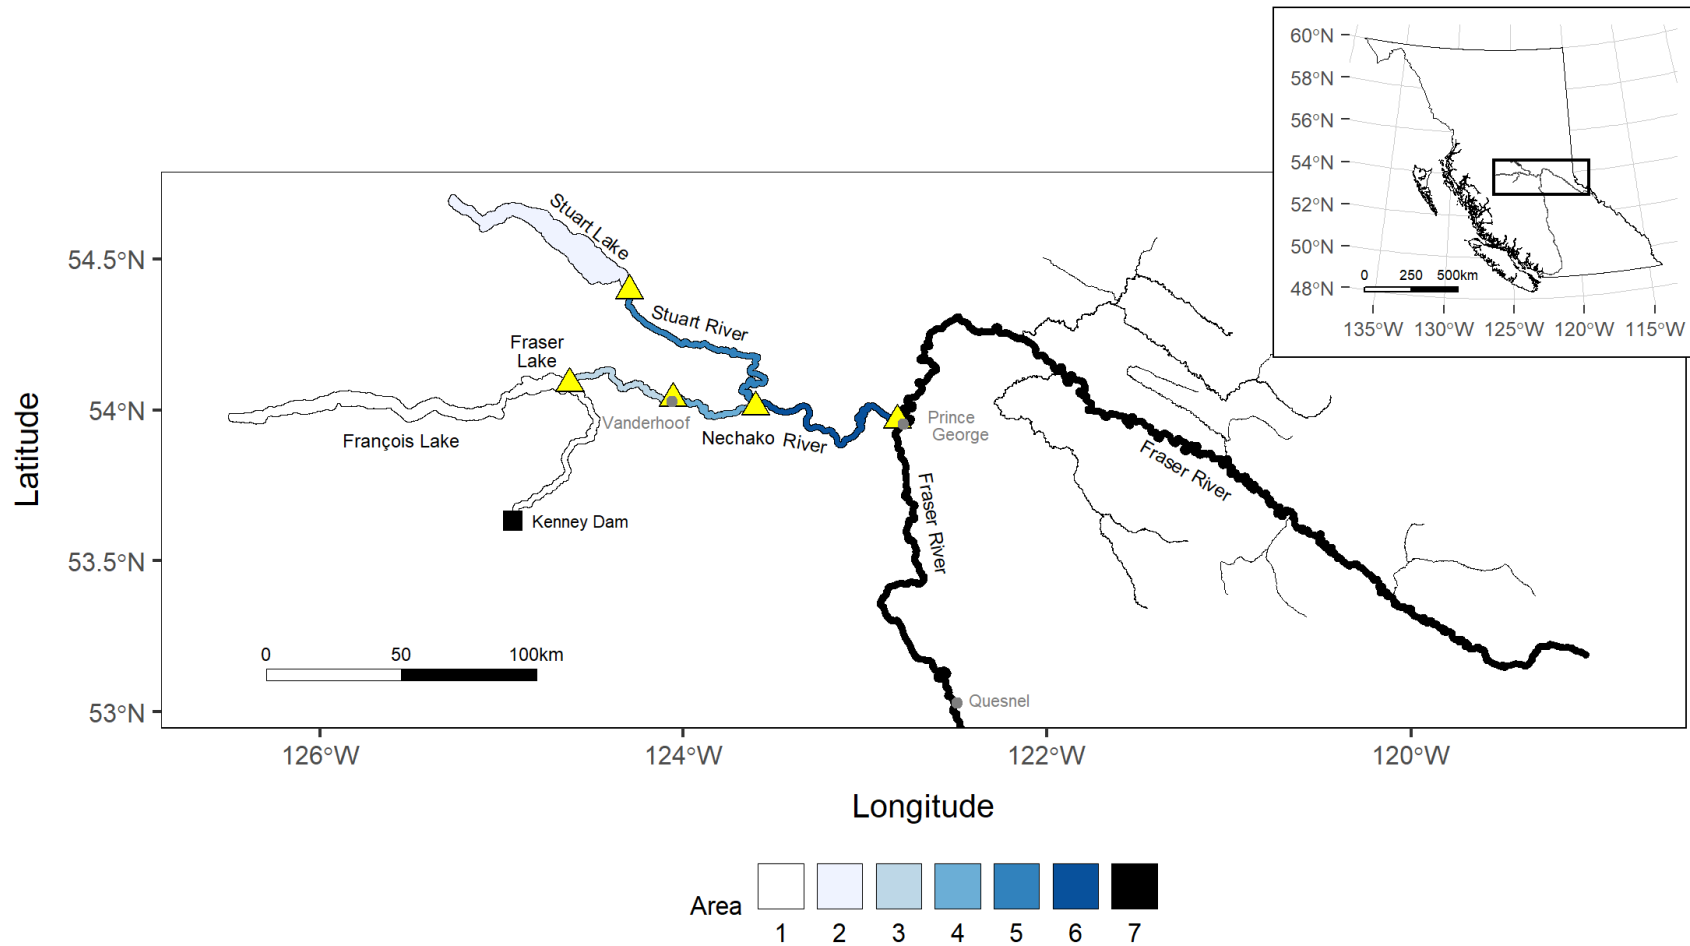 60°N
58°N
56°N
54°N
52°N
50°N
48°N
0 250 500km
135°W 130°W 125°W 120°W 115°W
Latitude
54.5°N
54°N
53.5°N
53°N
Stuart Lake
Stuart River
Fraser
Lake
Vanderhoof
François Lake
Nechako River
Prince
George
Fraser River
Fraser River
Kenney Dam
Quesnel
0 50 100km
126°W 124°W 122°W 120°W
Longitude
Area
1 2 3 4 5 6 7